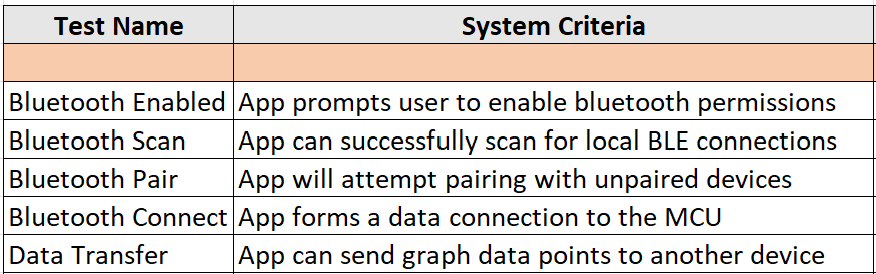 Test Name System Criteria
Bluetooth Enabled App prompts user to enable bluetooth permissions
Bluetooth Scan App can successfully scan for local BLE connections
Bluetooth Pair App will attempt pairing with unpaired devices
Bluetooth Connect App forms a data connection to the MCU
Data Transfer App can send graph data points to another device